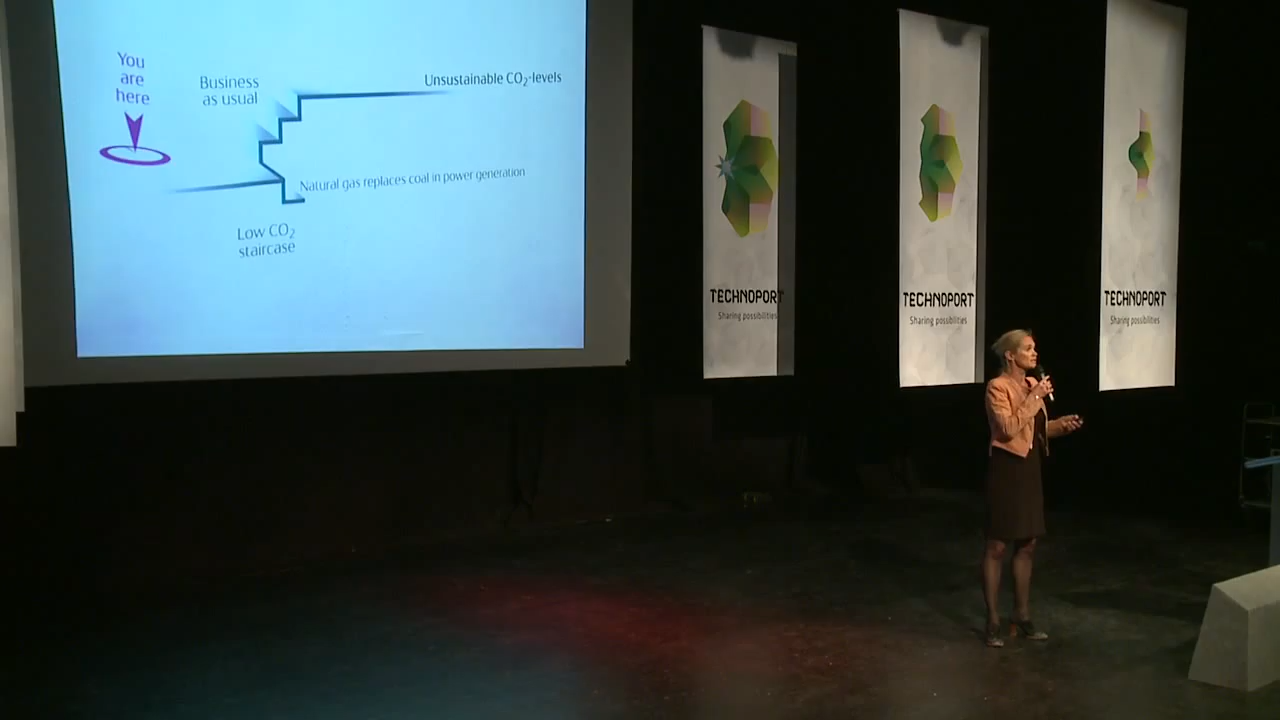 You
are
here
Business
as usual
Unsustainable CO₂-levels
Natural gas replaces coal in power generation
Low CO₂
staircase
TECHNOPORT
Sharing possibilities
TECHNOPORT
Sharing possibilities
TECHNOPORT
Sharing possibilities